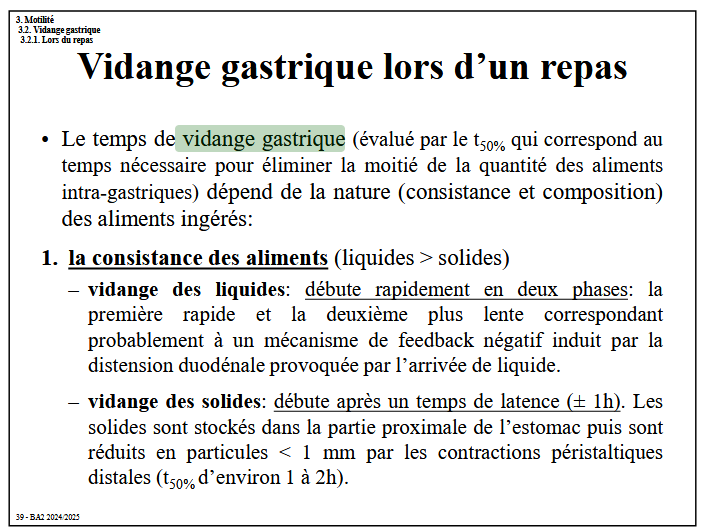 3. Motilité
3.2. Vidange gastrique
3.2.1. Lors du repas
Vidange gastrique lors d’un repas
• Le temps de vidange gastrique (évalué par le t50% qui correspond au
temps nécessaire pour éliminer la moitié de la quantité des aliments
intra-gastriques) dépend de la nature (consistance et composition)
des aliments ingérés:
1. la consistance des aliments (liquides > solides)
– vidange des liquides: débute rapidement en deux phases: la
première rapide et la deuxième plus lente correspondant
probablement à un mécanisme de feedback négatif induit par la
distension duodénale provoquée par l’arrivée de liquide.
– vidange des solides: débute après un temps de latence (± 1h). Les
solides sont stockés dans la partie proximale de l’estomac puis sont
réduits en particules < 1 mm par les contractions péristaltiques
distales (t50% d’environ 1 à 2h).
39 - BA2 2024/2025